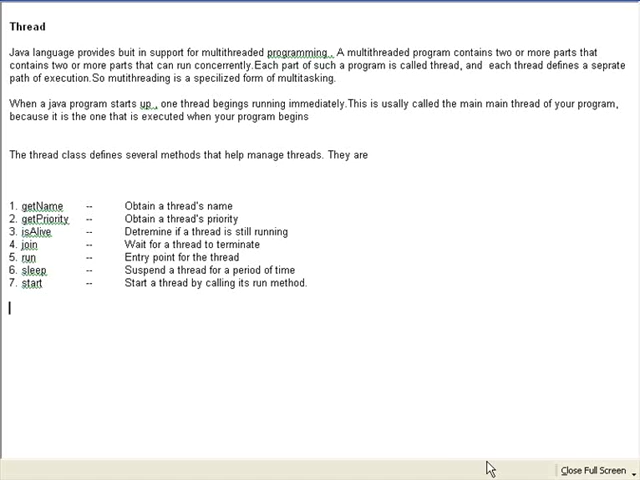 Thread
Java language provides buit in support for multithreaded programming,. A multithreaded program contains two or more parts that
contains two or more parts that can run concerrently.Each part of such a program is called thread, and  each thread defines a seprate
path of execution.So mutithreading is a specilized form of multitasking.
When a java program starts up , one thread begings running immediately.This is usally called the main main thread of your program,
because it is the one that is executed when your program begins
The thread class defines several methods that help manage threads. They are
1. getName -- Obtain a thread's name
2. getPriority -- Obtain a thread's priority
3. isAlive -- Detremine if a thread is still running
4. join -- Wait for a thread to terminate
5. run -- Entry point for the thread
6. sleep -- Suspend a thread for a period of time
7. start -- Start a thread by calling its run method.
Close Full Screen